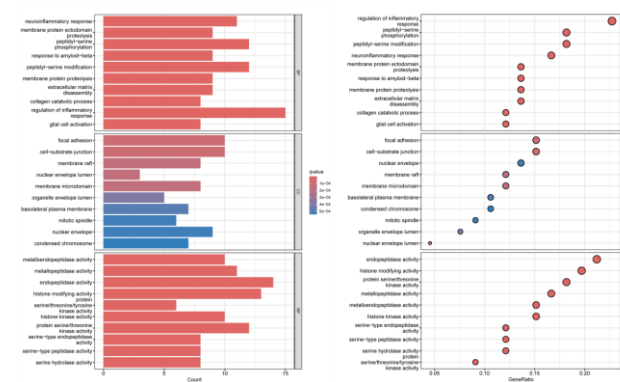 neuroinflammatory response
membrane protein ectodomain
proteolysis
peptidyl-serine
phosphorylation
response to amyloid-beta
peptidyl-serine modification
membrane protein proteolysis
extracellular matrix
disassembly
collagen catabolic process
regulation of inflammatory
response
glial cell activation
BP
focal adhesion
cell-substrate junction
membrane raft
nuclear envelope lumen
membrane microdomain
organelle envelope lumen
basolateral plasma membrane
mitotic spindle
nuclear envelope
condensed chromosome
CC
metalloendopeptidase activity
metallopeptidase activity
endopeptidase activity
histone modifying activity
protein
serine/threonine/tyrosine
kinase activity
histone kinase activity
protein serine/threonine
kinase activity
serine-type endopeptidase
activity
serine-type peptidase activity
serine hydrolase activity
MF
0
5
10
15
Count
qvalue
1e-04
2e-04
3e-04
4e-04
5e-04
regulation of inflammatory
response
peptidyl-serine
phosphorylation
peptidyl-serine modification
neuroinflammatory response
membrane protein ectodomain
proteolysis
response to amyloid-beta
membrane protein proteolysis
extracellular matrix
disassembly
collagen catabolic process
glial cell activation
focal adhesion
cell-substrate junction
nuclear envelope
membrane raft
membrane microdomain
basolateral plasma membrane
condensed chromosome
mitotic spindle
organelle envelope lumen
nuclear envelope lumen
endopeptidase activity
histone modifying activity
protein serine/threonine
kinase activity
metallopeptidase activity
metalloendopeptidase activity
histone kinase activity
serine-type endopeptidase
activity
serine-type peptidase activity
serine hydrolase activity
protein
serine/threonine/tyrosine
kinase activity
0.05
0.10
0.15
0.20
GeneRatio